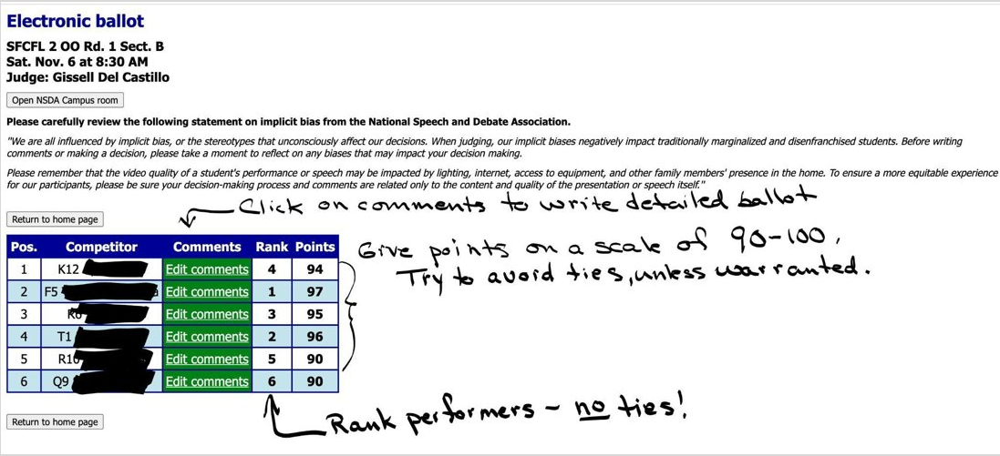 Electronic ballot
SFCFL 2 OO Rd. 1 Sect. B
Sat. Nov. 6 at 8:30 AM
Judge: Gissell Del Castillo
Open NSDA Campus room
Please carefully review the following statement on implicit bias from the National Speech and Debate Association.
"We are all influenced by implicit bias, or the stereotypes that unconsciously affect our decisions. When judging, our implicit biases negatively impact traditionally marginalized and disenfranchised students. Before writing
comments or making a decision, please take a moment to reflect on any biases that may impact your decision making.
Please remember that the video quality of a student's performance or speech may be impacted by lighting, internet, access to equipment, and other family members' presence in the home. To ensure a more equitable experience
for our participants, please be sure your decision-making process and comments are related only to the content and quality of the presentation or speech itself."
Click on comments to write detailed ballot
Return to home page
Give points on a scale of 90-100,
Try to avoid ties, unless warranted.
Pos. Competitor Comments Rank Points
1 K12 Edit comments 4 94
2 F5 Edit comments 1 97
3 Edit comments 3 95
4 T1 Edit comments 2 96
5 Edit comments 5 90
6 Q9 Edit comments 6 90
Rank performers - no ties!
Return to home page